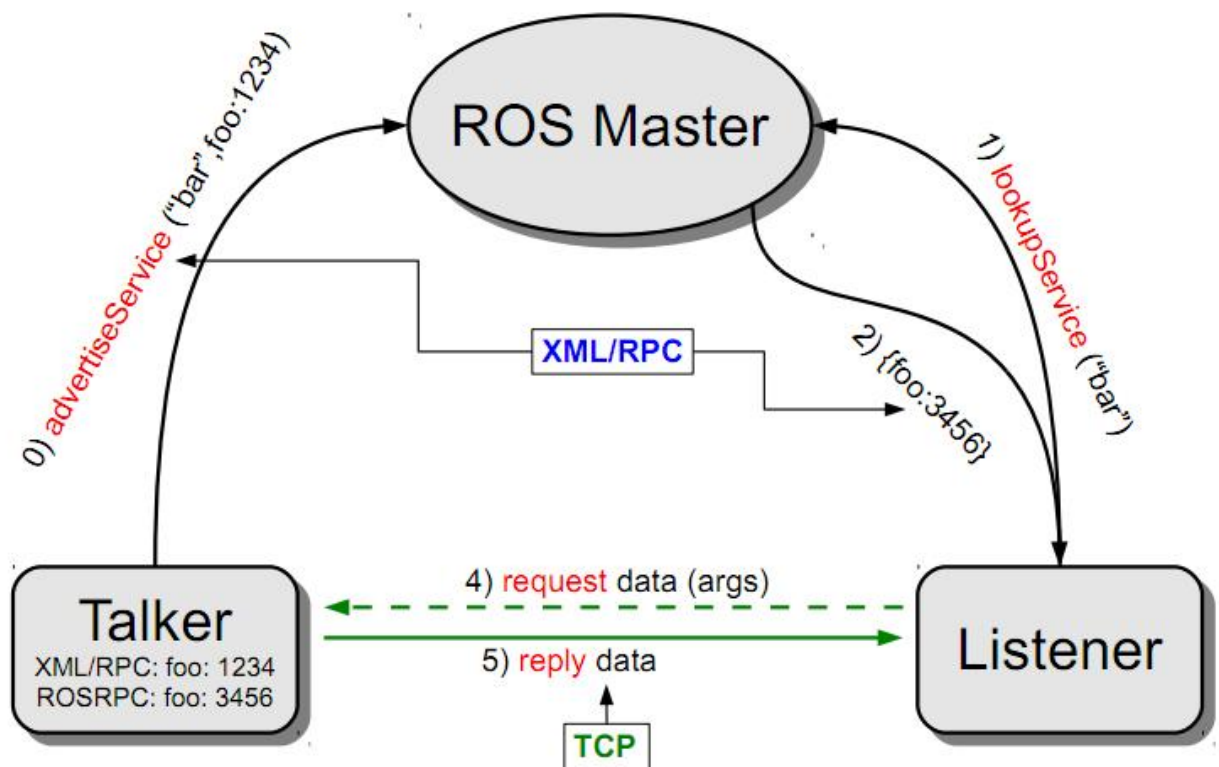 ROS Master
0) advertiseService ("bar",foo:1234)
1) lookupService ("bar")
XML/RPC
2) {foo:3456}
4) request data (args)
Talker
XML/RPC: foo: 1234
ROSRPC: foo: 3456
5) reply data
Listener
TCP